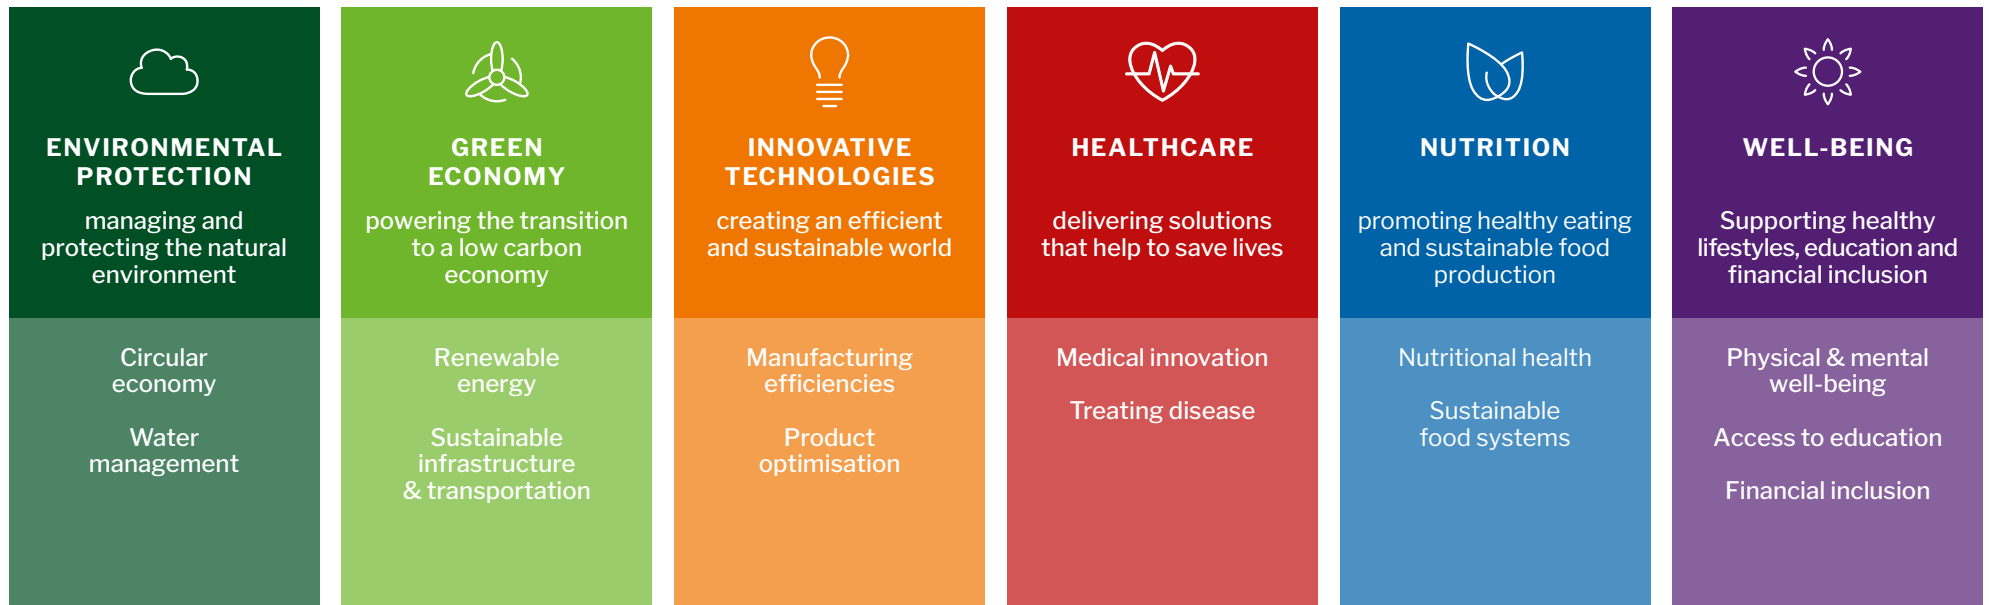 ENVIRONMENTAL
PROTECTION
managing and
protecting the natural
environment
Circular
economy
Water
management
GREEN
ECONOMY
powering the transition
to a low carbon
economy
Renewable
energy
Sustainable
infrastructure
& transportation
INNOVATIVE
TECHNOLOGIES
creating an efficient
and sustainable world
Manufacturing
efficiencies
Product
optimisation
HEALTHCARE
delivering solutions
that help to save lives
Medical innovation
Treating disease
NUTRITION
promoting healthy eating
and sustainable food
production
Nutritional health
Sustainable
food systems
WELL-BEING
Supporting healthy
lifestyles, education and
financial inclusion
Physical & mental
well-being
Access to education
Financial inclusion